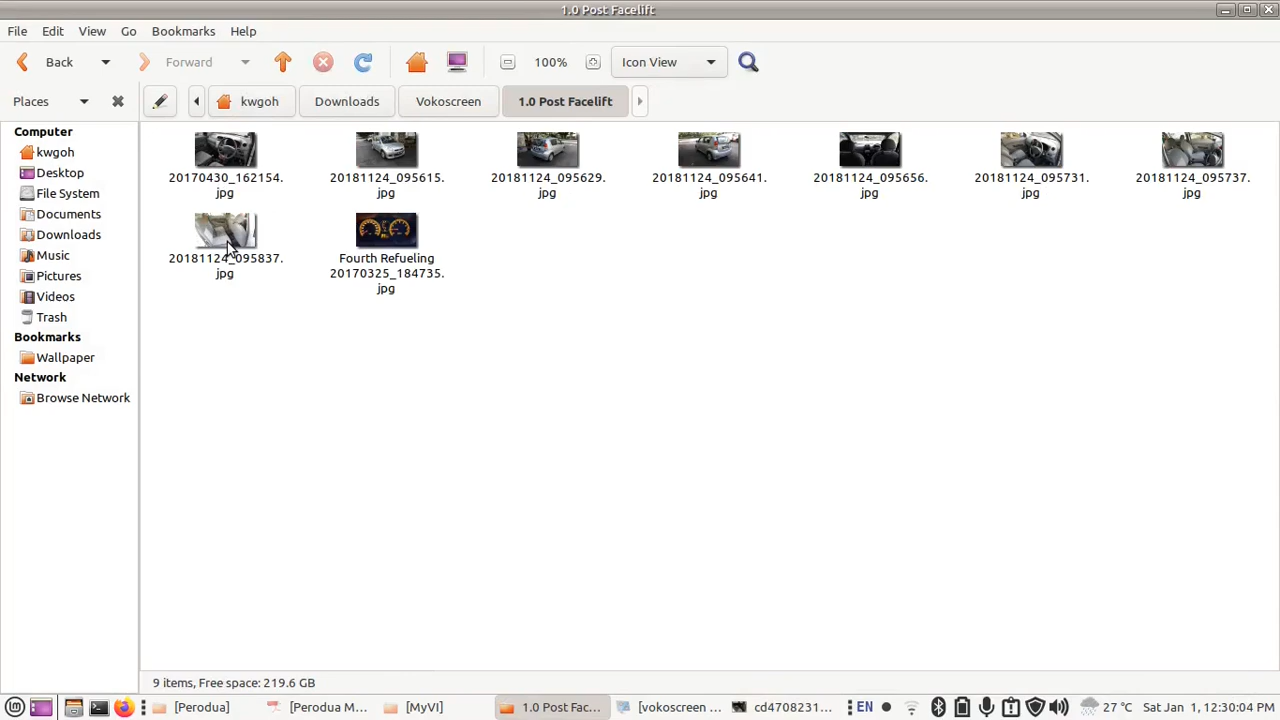 1.0 Post Facelift
File Edit View Go Bookmarks Help
Back Forward 100% Icon View
Places kwgoh Downloads Vokoscreen 1.0 Post Facelift
Computer
kwgoh
Desktop
File System
Documents
Downloads
Music
Pictures
Videos
Trash
Bookmarks
Wallpaper
Network
Browse Network
20170430_162154.
jpg
20181124_095615.
jpg
20181124_095629.
jpg
20181124_095641.
jpg
20181124_095656.
jpg
20181124_095731.
jpg
20181124_095737.
jpg
20181124_095837.
jpg
Fourth Refueling
20170325_184735.
jpg
9 items, Free space: 219.6 GB
[Perodua] [Perodua M... [MyVI] 1.0 Post Fac... [vokoscreen ... cd4708231... EN 27 °C Sat Jan 1, 12:30:04 PM